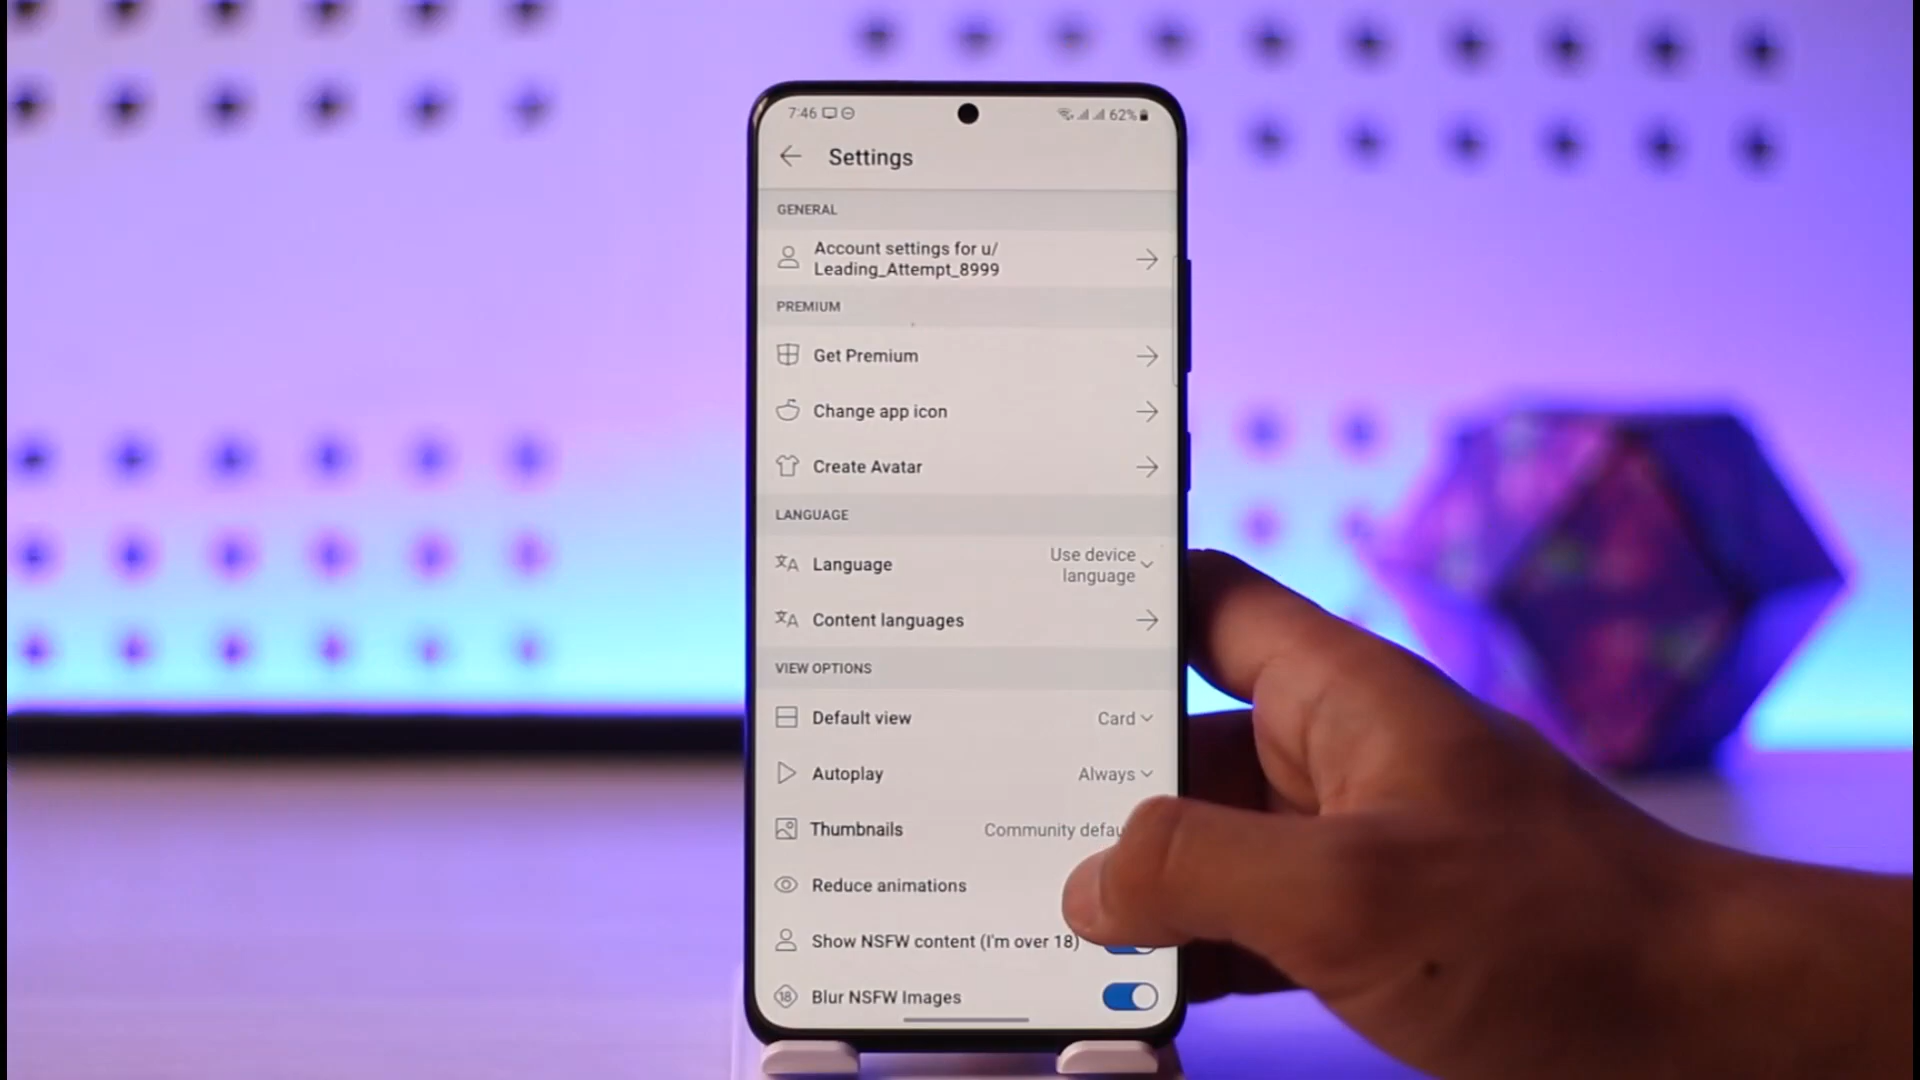 7:46 62%
Settings
GENERAL
Account settings for u/
Leading_Attempt_8999
PREMIUM
Get Premium
Change app icon
Create Avatar
LANGUAGE
Language Use device
language
Content languages
VIEW OPTIONS
Default view Card
Autoplay Always
Thumbnails Community
Reduce animations
Show NSFW content (I'm over 18)
18 Blur NSFW Images